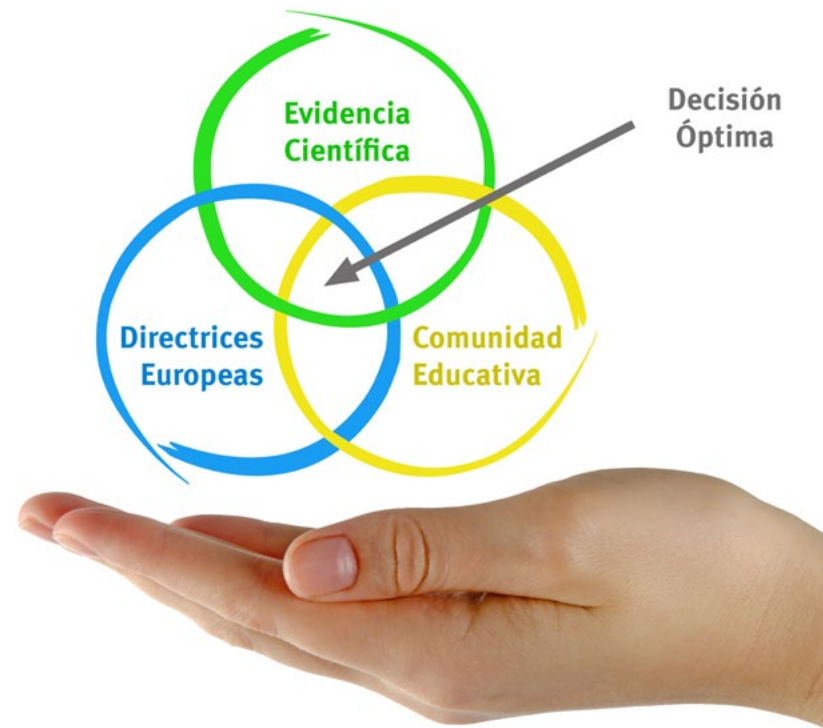 Evidencia
Científica
Decisión
Óptima
Directrices
Europeas
Comunidad
Educativa